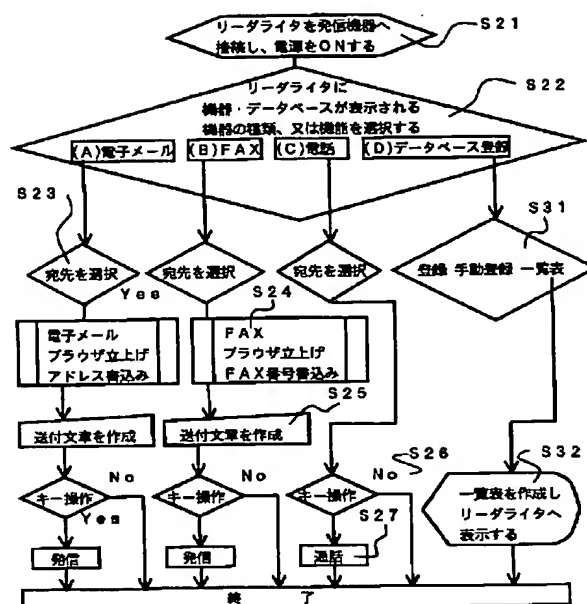 リーダライタを発信機器へ
接続し、電源をONする
S21
リーダライタに
機器・データベースが表示される
機器の種類、又は機能を選択する
S22
(A)電子メール
(B)FAX
(C)電話
(D)データベース登録
S23
S31
宛先を選択
宛先を選択
宛先を選択
登録 手動登録 一覧表
Yes
S24
電子メール
ブラウザ立上げ
アドレス書込み
FAX
ブラウザ立上げ
FAX番号書込み
S25
送付文章を作成
送付文章を作成
S26
S32
キー操作
No
キー操作
No
キー操作
No
一覧表を作成し
リーダライタへ
表示する
Yes
S27
発信
発信
通話
終 了